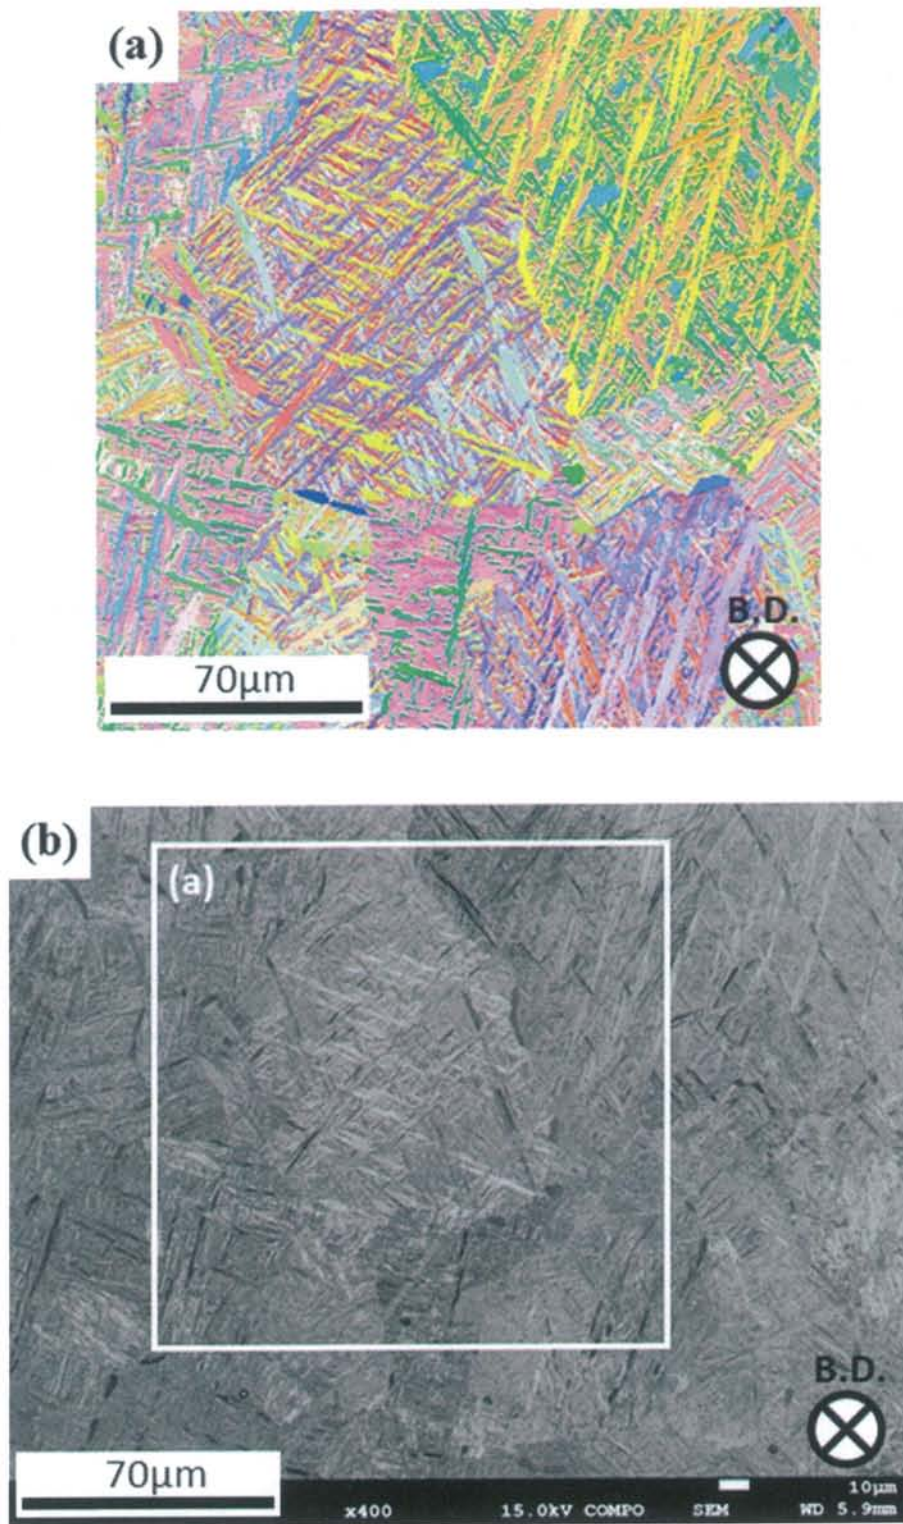 (a)
B.D.
70μm
(b)
(a)
B.D.
70μm
10μm
x400 15.0kV COMPO SEM WD 5.9mm